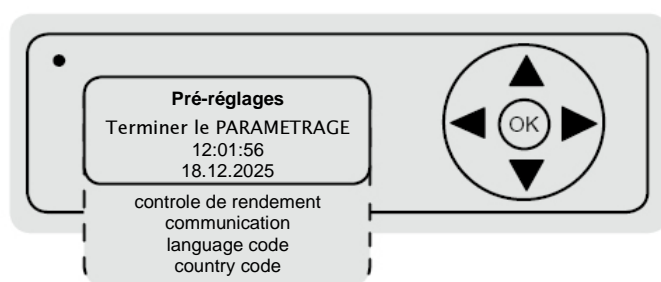 Pré-réglages
Terminer le PARAMETRAGE
12:01:56
18.12.2025
OK
controle de rendement
communication
language code
country code